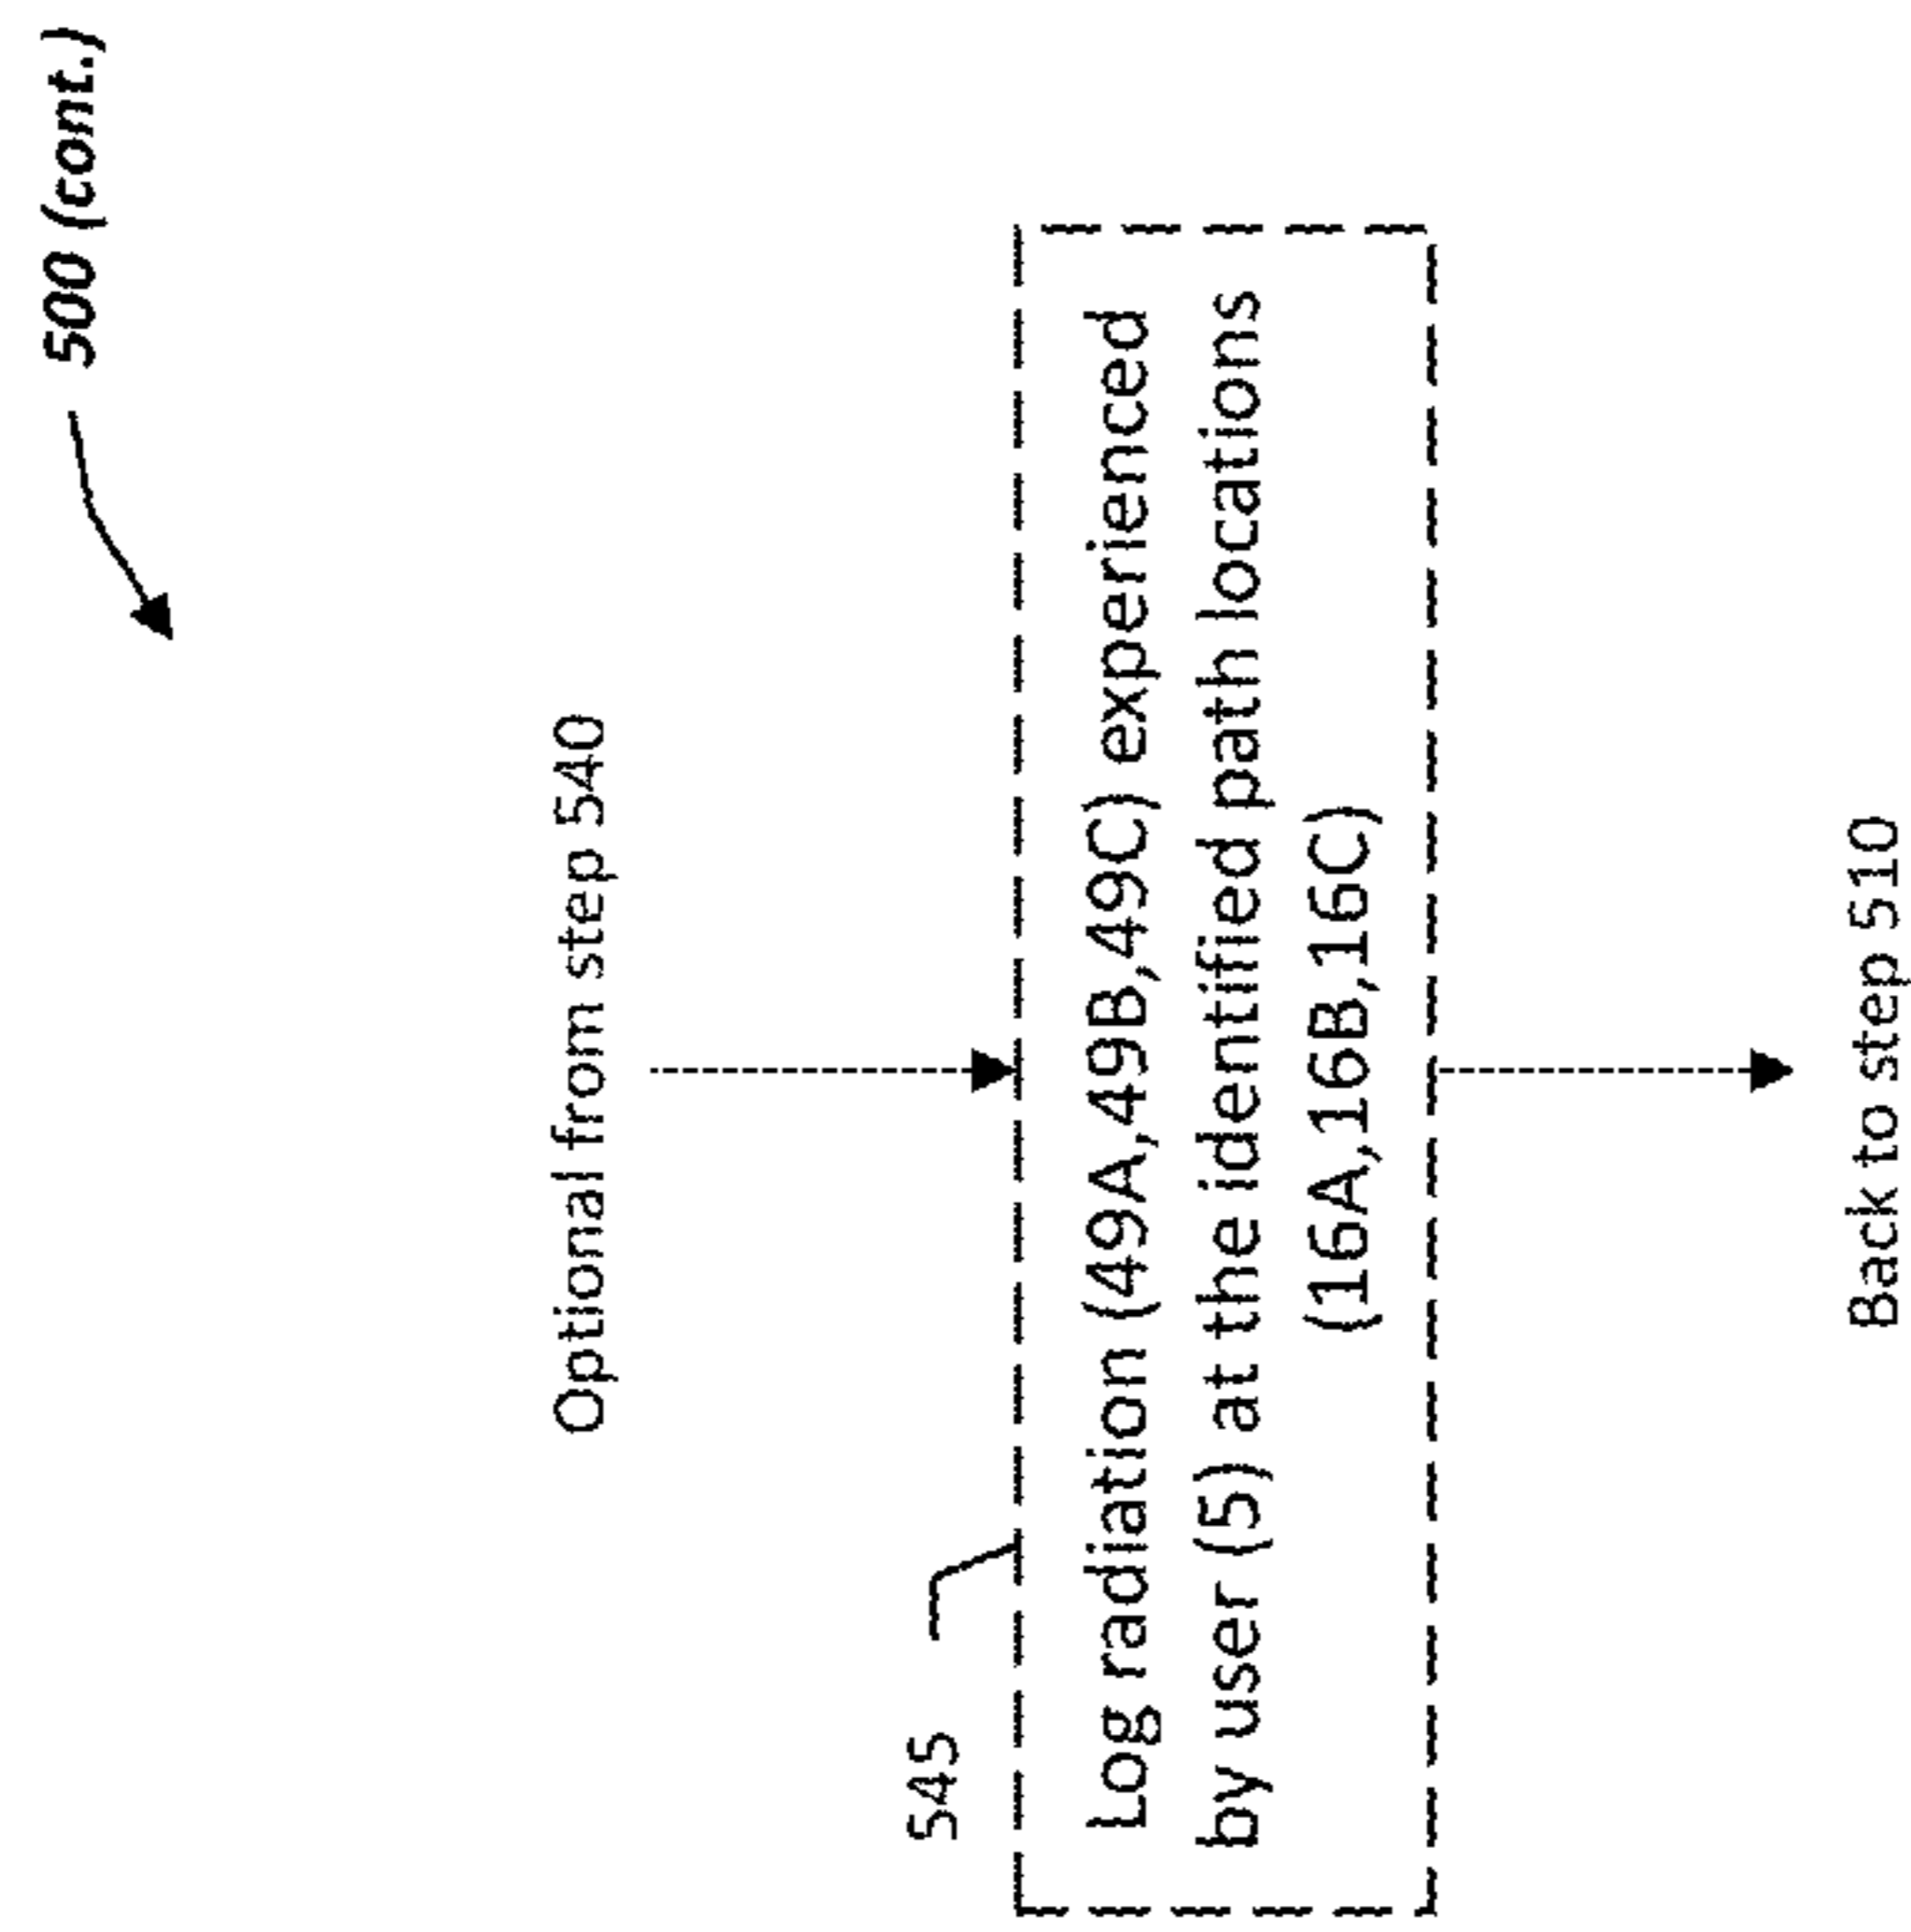 500 (cont.)
Optional from step 540
545
Log radiation (49A,49B,49C) experienced
by user (5) at the identified path locations
(16A,16B,16C)
Back to step 510